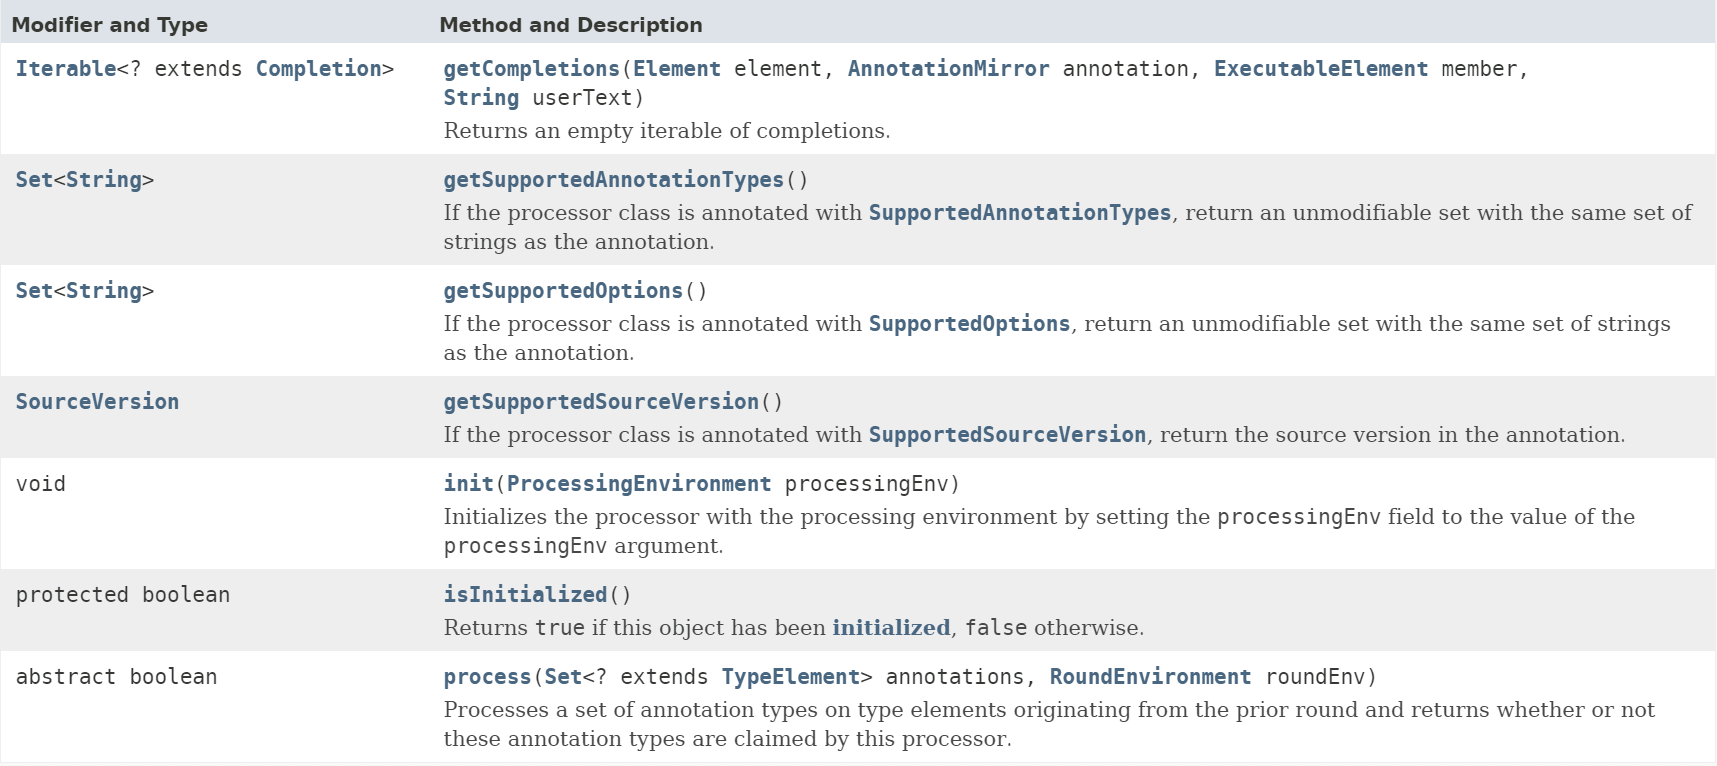 Modifier and Type Method and Description
Iterable<? extends Completion> getCompletions(Element element, AnnotationMirror annotation, ExecutableElement member,
String userText)
Returns an empty iterable of completions.
Set<String> getSupportedAnnotationTypes()
If the processor class is annotated with SupportedAnnotationTypes, return an unmodifiable set with the same set of
strings as the annotation.
Set<String> getSupportedOptions()
If the processor class is annotated with SupportedOptions, return an unmodifiable set with the same set of strings
as the annotation.
SourceVersion getSupportedSourceVersion()
If the processor class is annotated with SupportedSourceVersion, return the source version in the annotation.
void init(ProcessingEnvironment processingEnv)
Initializes the processor with the processing environment by setting the processingEnv field to the value of the
processingEnv argument.
protected boolean isInitialized()
Returns true if this object has been initialized, false otherwise.
abstract boolean process(Set<? extends TypeElement> annotations, RoundEnvironment roundEnv)
Processes a set of annotation types on type elements originating from the prior round and returns whether or not
these annotation types are claimed by this processor.